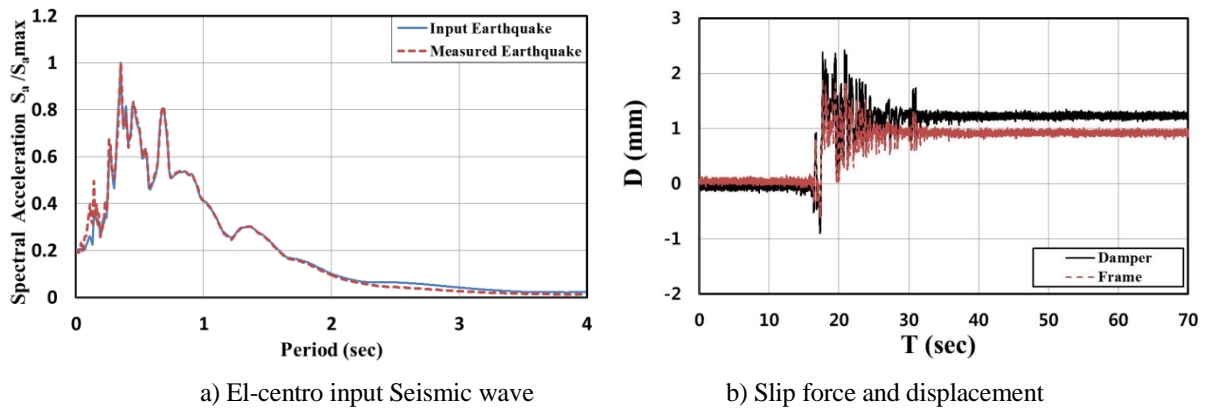 1.2
1
0.8
0.6
0.4
0.2
0
Spectral Acceleration Sa /Samax
Input Earthquake
Measured Earthquake
0 1 2 3 4
Period (sec)
a) El-centro input Seismic wave
3
2
1
0
-1
-2
D (mm)
Damper
Frame
0 10 20 30 40 50 60 70
T (sec)
b) Slip force and displacement